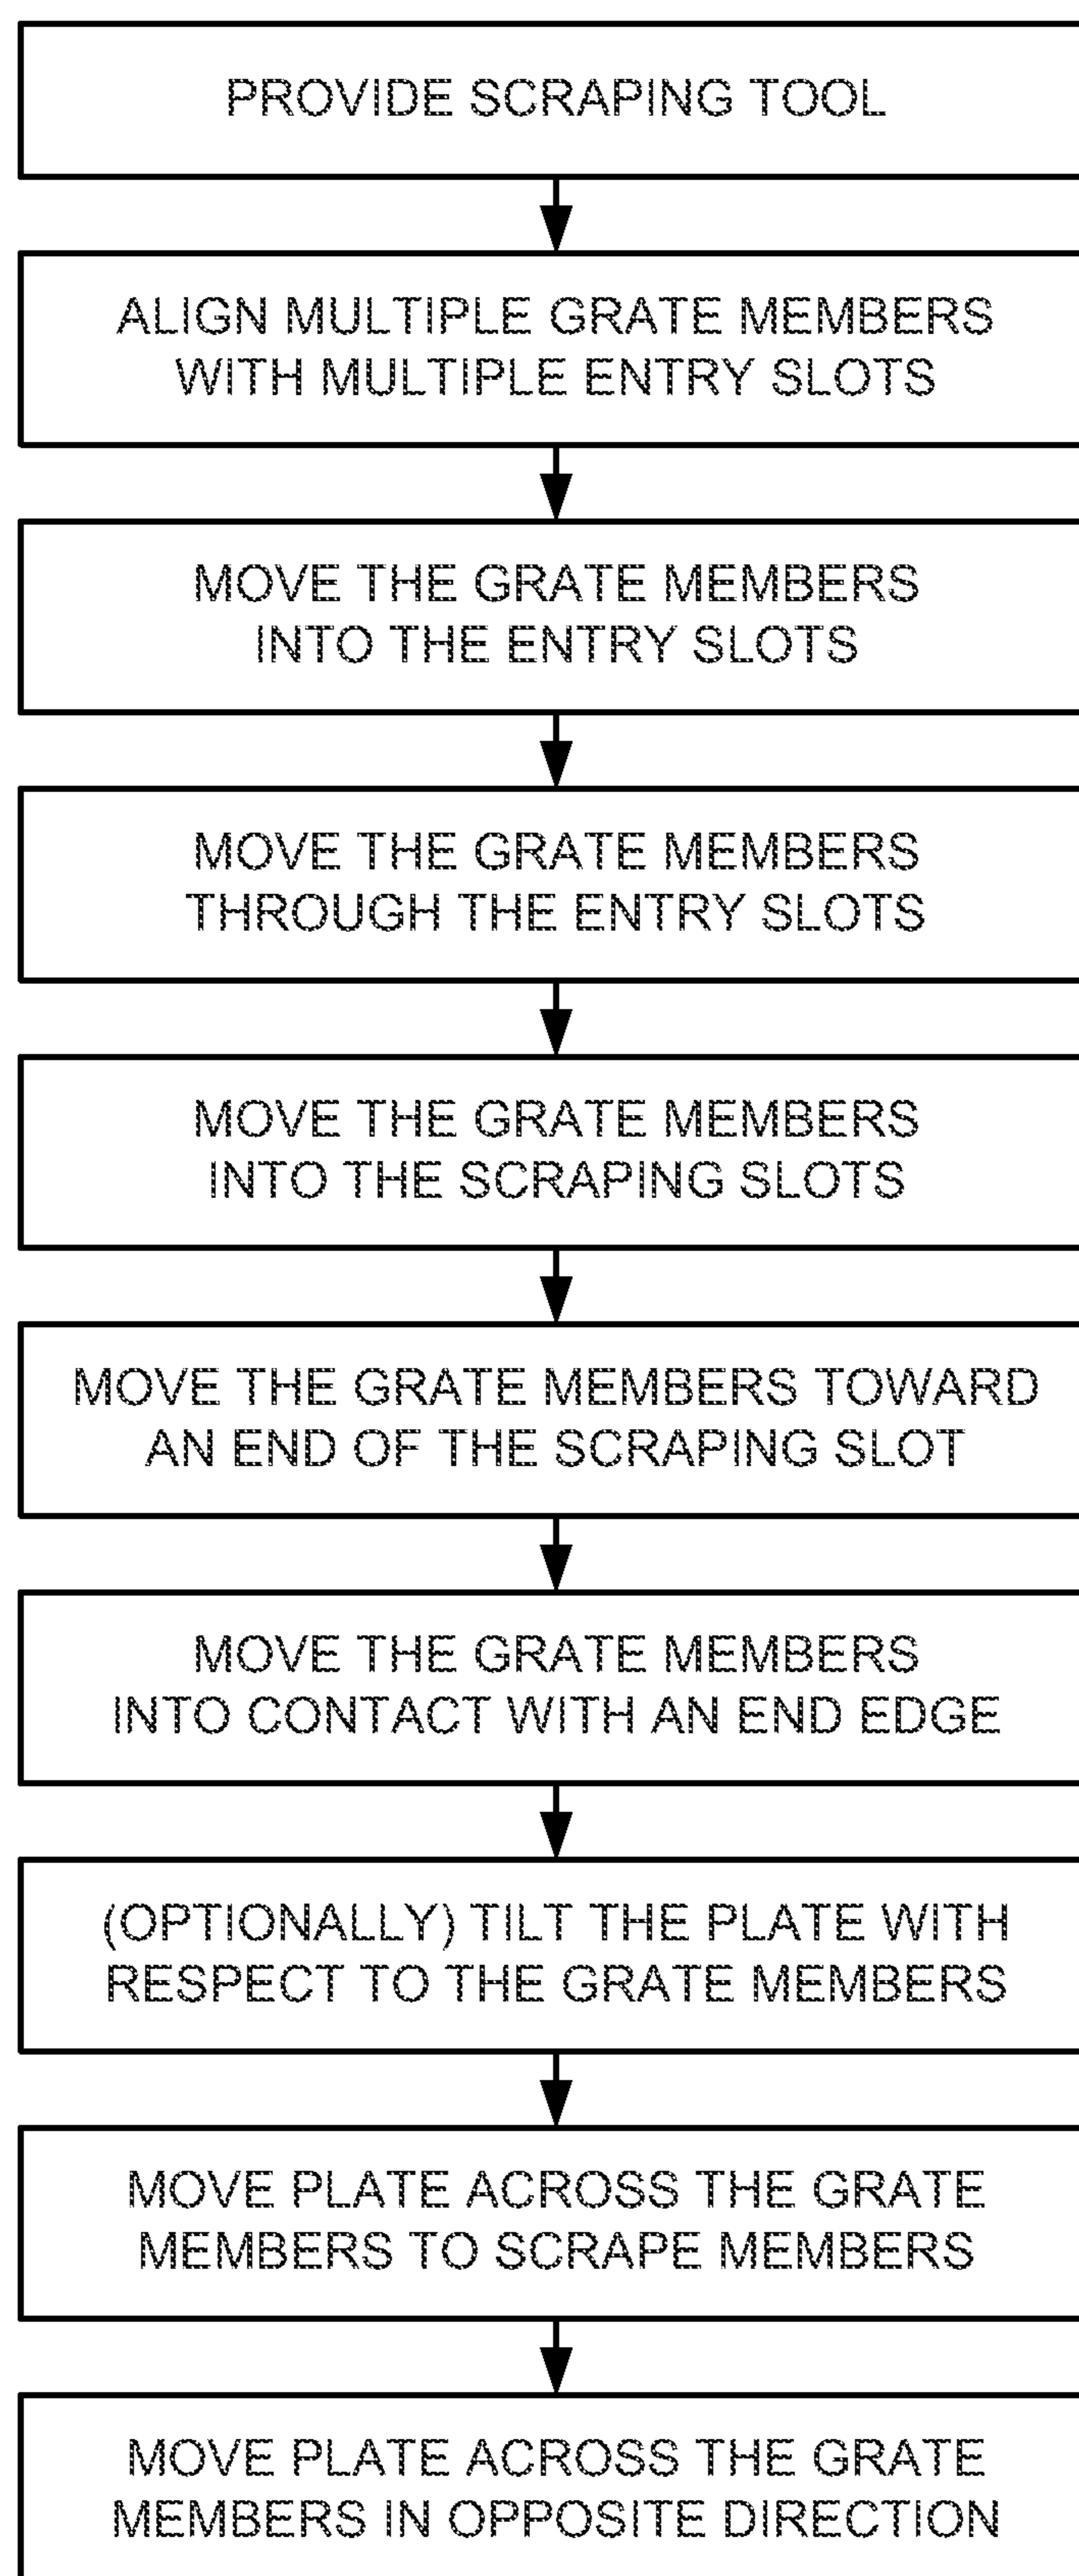 PROVIDE SCRAPING TOOL
ALIGN MULTIPLE GRATE MEMBERS
WITH MULTIPLE ENTRY SLOTS
MOVE THE GRATE MEMBERS
INTO THE ENTRY SLOTS
MOVE THE GRATE MEMBERS
THROUGH THE ENTRY SLOTS
MOVE THE GRATE MEMBERS
INTO THE SCRAPING SLOTS
MOVE THE GRATE MEMBERS TOWARD
AN END OF THE SCRAPING SLOT
MOVE THE GRATE MEMBERS
INTO CONTACT WITH AN END EDGE
(OPTIONALLY) TILT THE PLATE WITH
RESPECT TO THE GRATE MEMBERS
MOVE PLATE ACROSS THE GRATE
MEMBERS TO SCRAPE MEMBERS
MOVE PLATE ACROSS THE GRATE
MEMBERS IN OPPOSITE DIRECTION